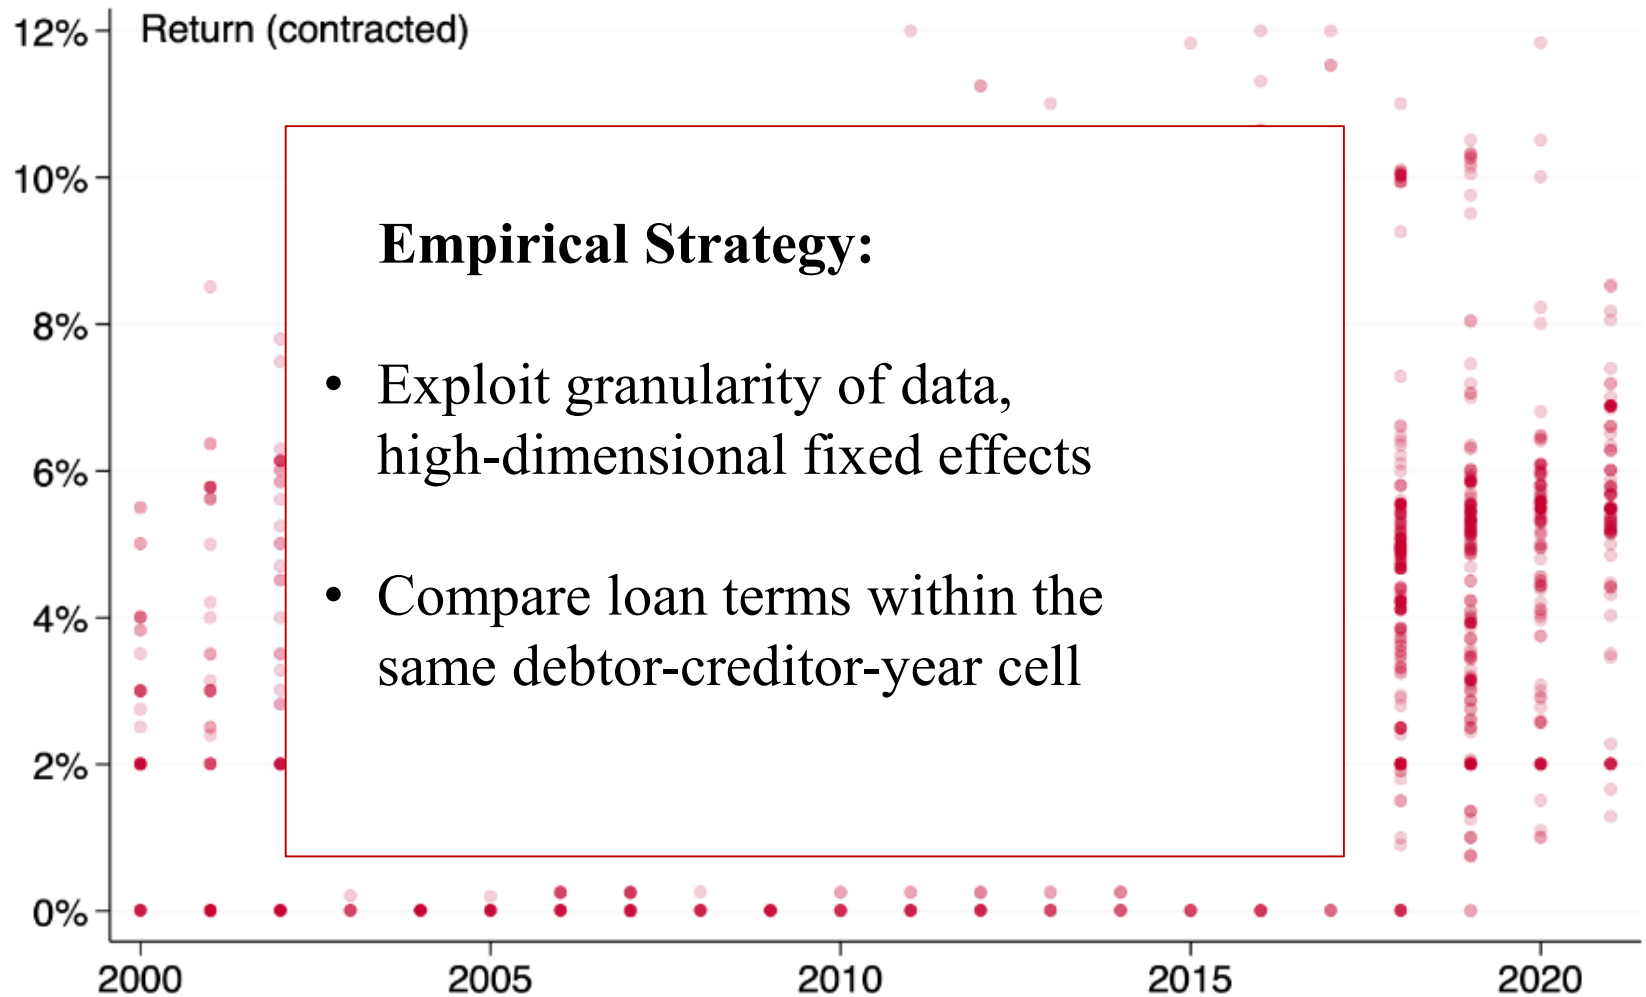 Return (contracted)
12%
10%
8%
6%
4%
2%
0%
Empirical Strategy:
• Exploit granularity of data,
high-dimensional fixed effects
• Compare loan terms within the
same debtor-creditor-year cell
2000 2005 2010 2015 2020